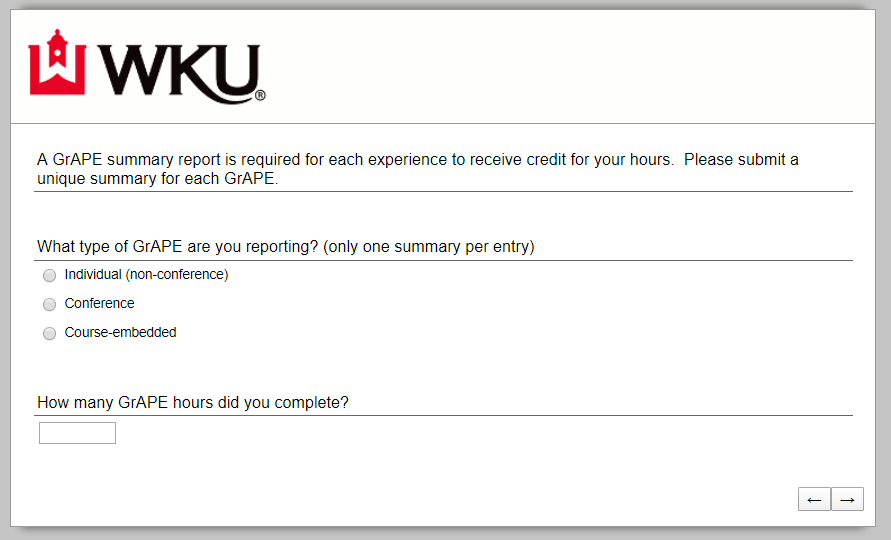 WKU®
A GrAPE summary report is required for each experience to receive credit for your hours.  Please submit a
unique summary for each GrAPE.
What type of GrAPE are you reporting? (only one summary per entry)
Individual (non-conference)
Conference
Course-embedded
How many GrAPE hours did you complete?
← →